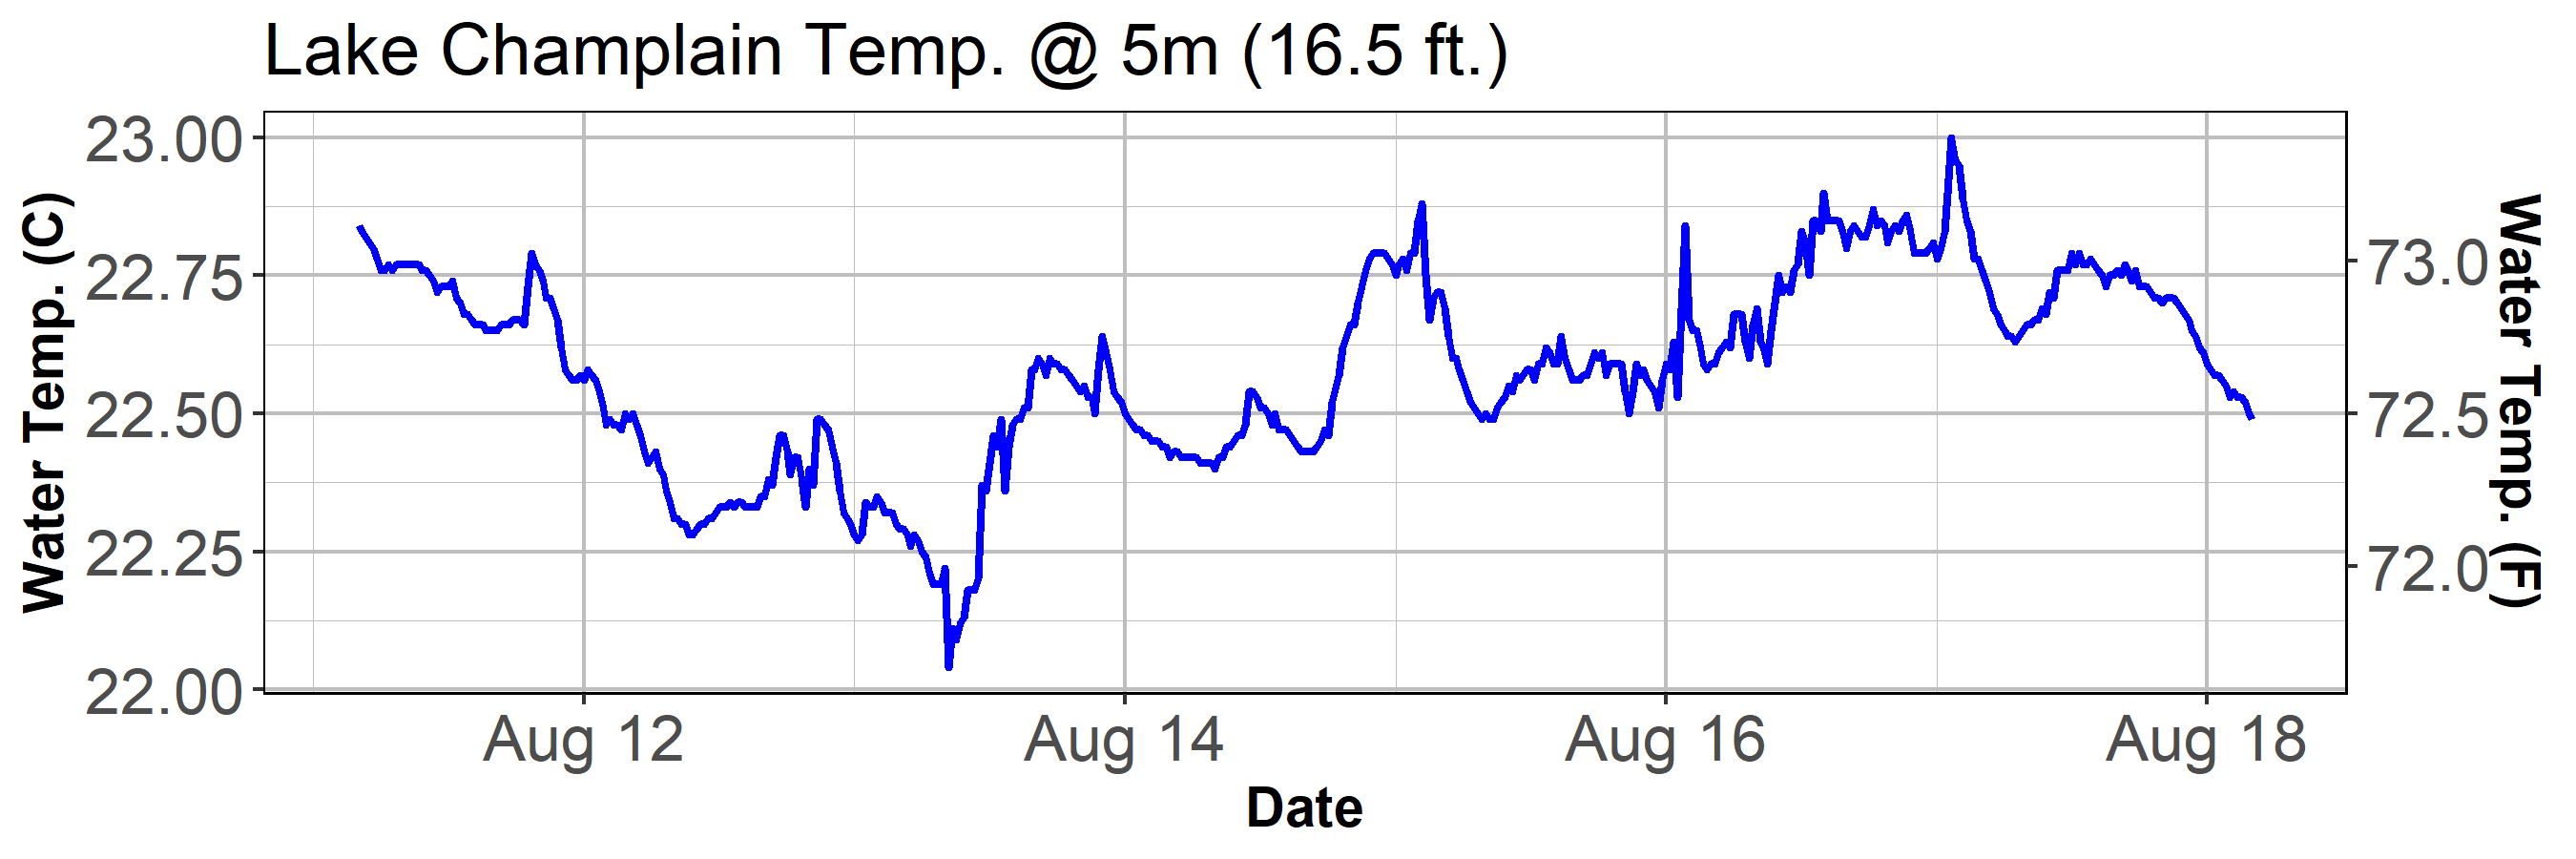 Lake Champlain Temp. @ 5m (16.5 ft.)
Water Temp. (C)
23.00
22.75
22.50
22.25
22.00
73.0
72.5
72.0
Water Temp. (F)
Aug 12
Aug 14
Aug 16
Aug 18
Date